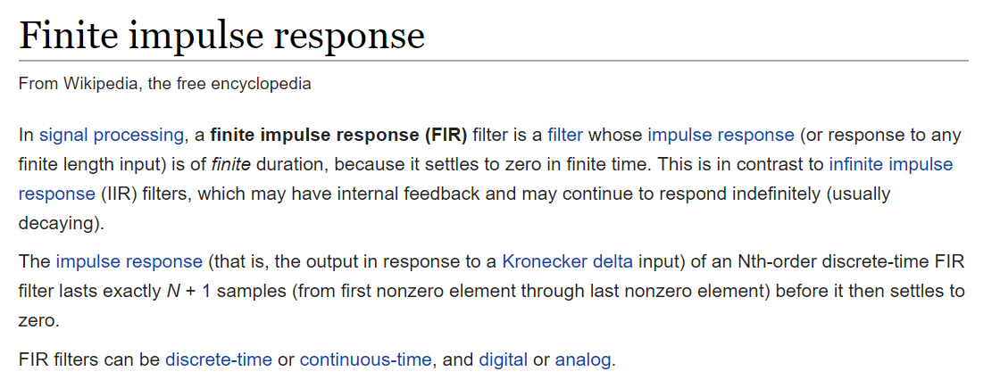 Finite impulse response
From Wikipedia, the free encyclopedia
In signal processing, a finite impulse response (FIR) filter is a filter whose impulse response (or response to any
finite length input) is of finite duration, because it settles to zero in finite time. This is in contrast to infinite impulse
response (IIR) filters, which may have internal feedback and may continue to respond indefinitely (usually
decaying).
The impulse response (that is, the output in response to a Kronecker delta input) of an Nth-order discrete-time FIR
filter lasts exactly N + 1 samples (from first nonzero element through last nonzero element) before it then settles to
zero.
FIR filters can be discrete-time or continuous-time, and digital or analog.